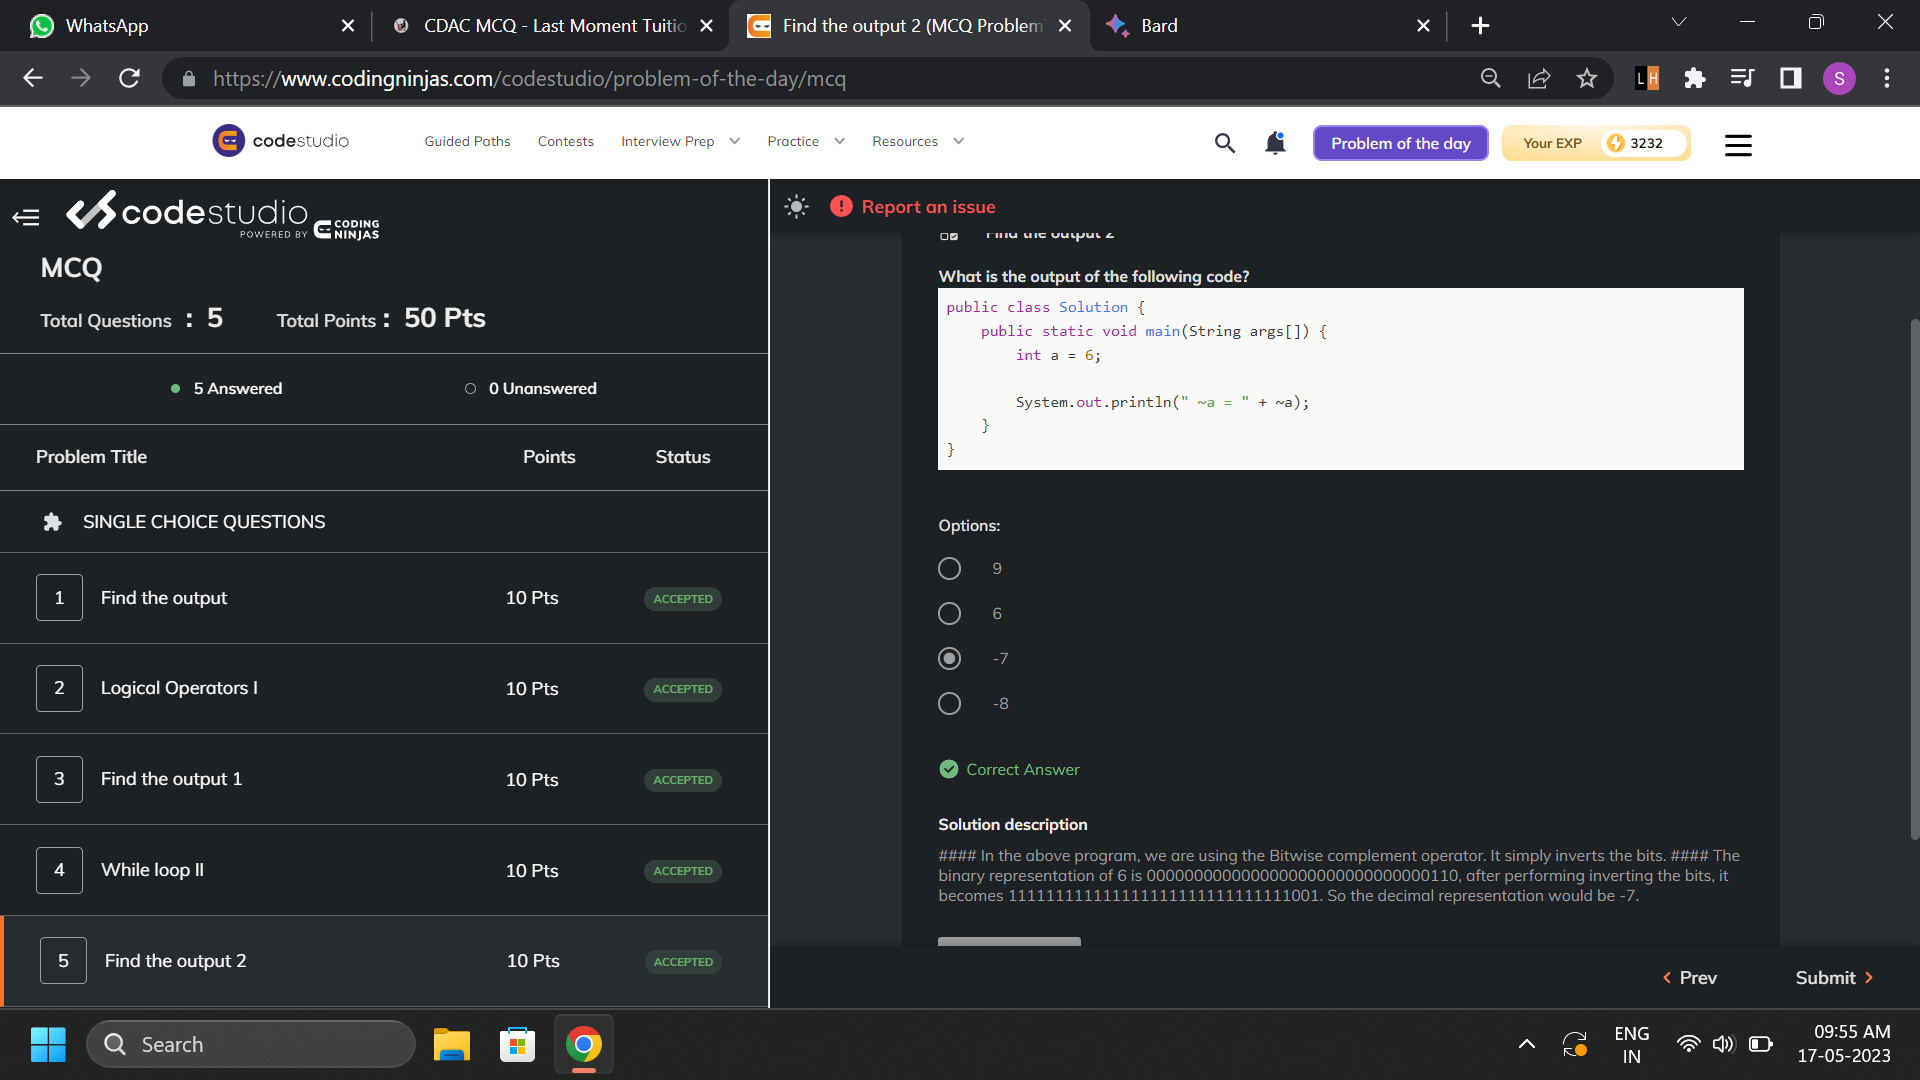 WhatsApp
CDAC MCQ - Last Moment Tuitio
Find the output 2 (MCQ Problem
Bard
https://www.codingninjas.com/codestudio/problem-of-the-day/mcq
LH
S
codestudio
Guided Paths
Contests
Interview Prep
Practice
Resources
Problem of the day
Your EXP
3232
codestudio
POWERED BY CODING NINJAS
MCQ
Total Questions : 5
Total Points : 50 Pts
5 Answered
0 Unanswered
Problem Title Points Status
SINGLE CHOICE QUESTIONS
1 Find the output 10 Pts ACCEPTED
2 Logical Operators I 10 Pts ACCEPTED
3 Find the output 1 10 Pts ACCEPTED
4 While loop II 10 Pts ACCEPTED
5 Find the output 2 10 Pts ACCEPTED
Report an issue
Find the output 2
What is the output of the following code?
public class Solution {
    public static void main(String args[]) {
        int a = 6;
        System.out.println(" ~a = " + ~a);
    }
}
Options:
9
6
-7
-8
Correct Answer
Solution description
#### In the above program, we are using the Bitwise complement operator. It simply inverts the bits. #### The
binary representation of 6 is 00000000000000000000000000000110, after performing inverting the bits, it
becomes 11111111111111111111111111111001. So the decimal representation would be -7.
Prev
Submit
Search
ENG
IN
09:55 AM
17-05-2023